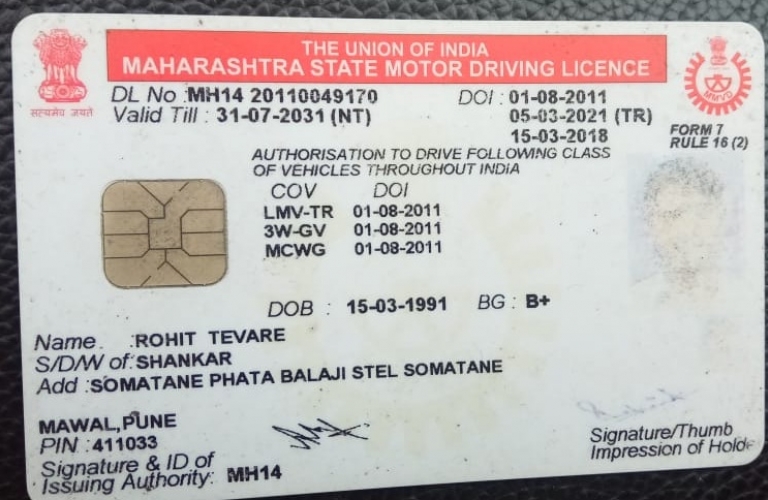 THE UNION OF INDIA
MAHARASHTRA STATE MOTOR DRIVING LICENCE
सत्यमेव जयते
MMVD
DL No :MH14 20110049170 DOI : 01-08-2011
Valid Till : 31-07-2031 (NT) 05-03-2021 (TR)
15-03-2018
FORM 7
RULE 16 (2)
AUTHORISATION TO DRIVE FOLLOWING CLASS
OF VEHICLES THROUGHOUT INDIA
COV DOI
LMV-TR 01-08-2011
3W-GV 01-08-2011
MCWG 01-08-2011
DOB : 15-03-1991 BG : B+
Name. :ROHIT TEVARE
S/D/W of:SHANKAR
Add :SOMATANE PHATA BALAJI STEL SOMATANE
MAWAL,PUNE
PIN :411033
Signature & ID of
Issuing Authority: MH14
Signature/Thumb
Impression of Holde